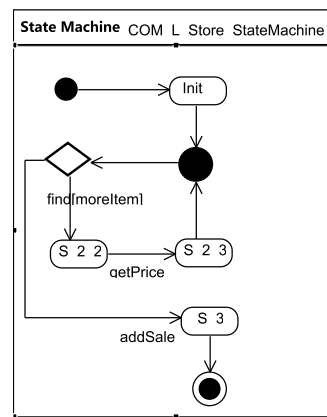 State Machine COM L Store StateMachine
Init
find[moreItem]
S 2 2
S 2 3
getPrice
S 3
addSale